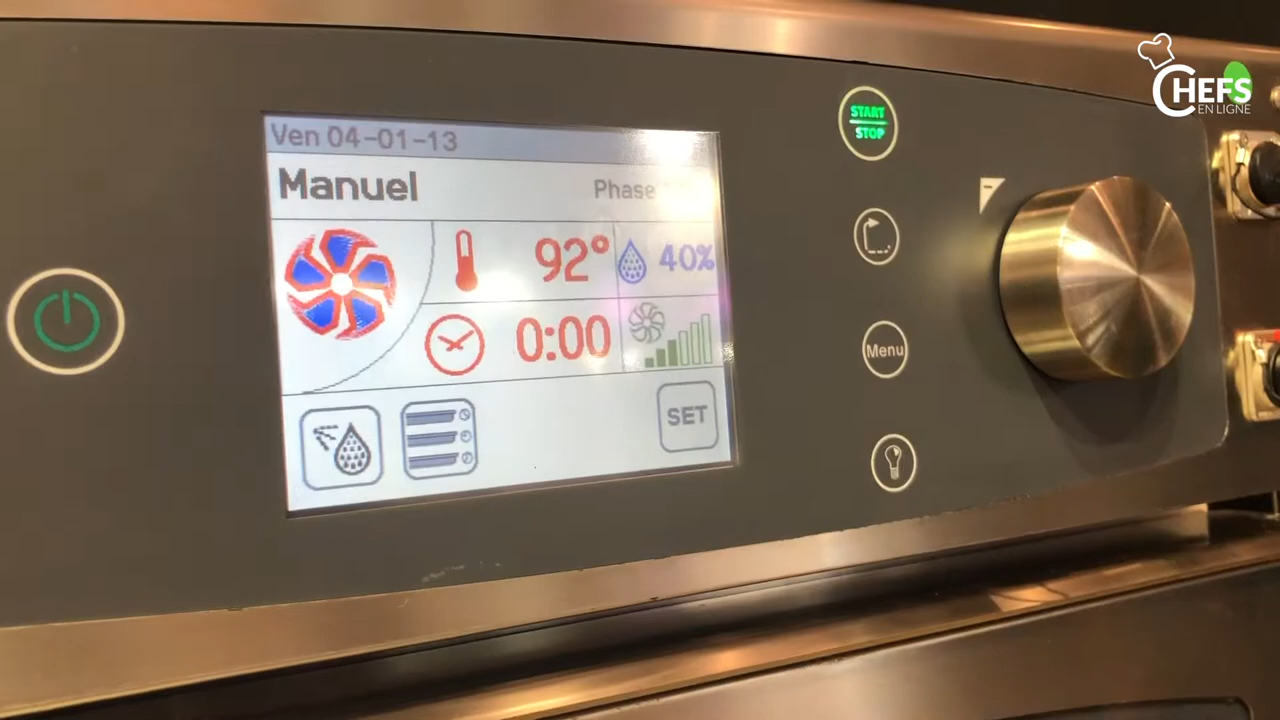 Ven 04-01-13
Manuel
Phase
92°
40%
0:00
SET
START
STOP
Menu
CHEFS
EN LIGNE